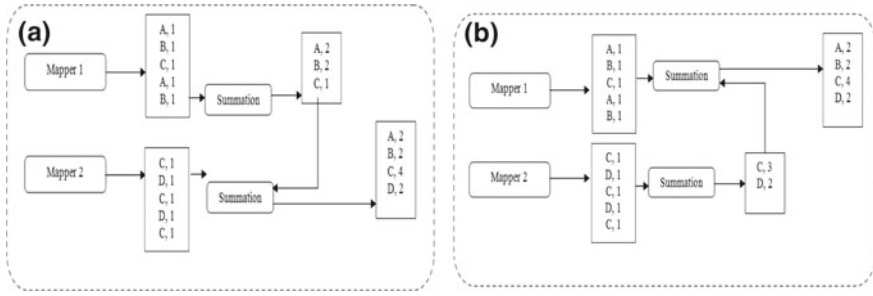 (a)
Mapper 1
A, 1
B, 1
C, 1
A, 1
B, 1
Summation
A, 2
B, 2
C, 1
Mapper 2
C, 1
D, 1
C, 1
D, 1
C, 1
Summation
A, 2
B, 2
C, 4
D, 2
(b)
Mapper 1
A, 1
B, 1
C, 1
A, 1
B, 1
Summation
A, 2
B, 2
C, 4
D, 2
Mapper 2
C, 1
D, 1
C, 1
D, 1
C, 1
Summation
C, 3
D, 2